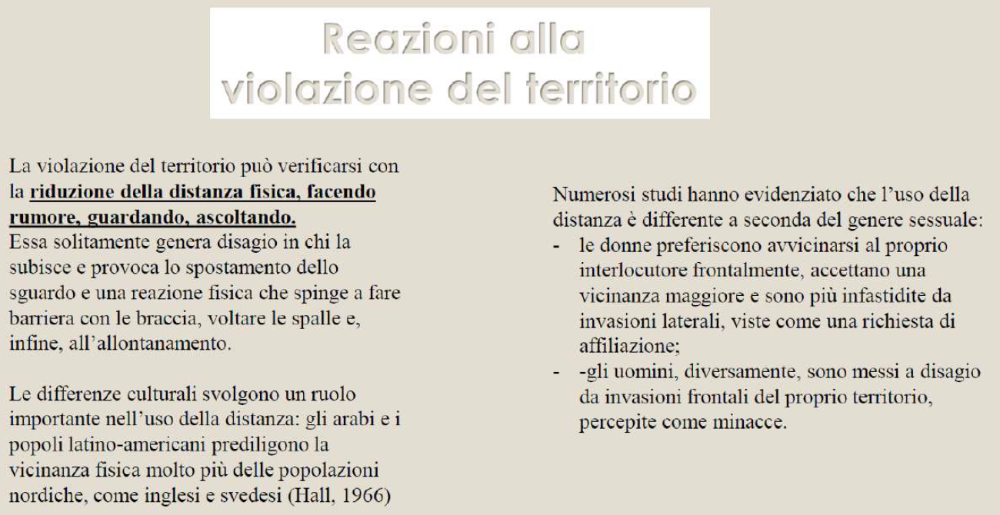 Reazioni alla
violazione del territorio
La violazione del territorio può verificarsi con
la riduzione della distanza fisica, facendo
rumore, guardando, ascoltando.
Essa solitamente genera disagio in chi la
subisce e provoca lo spostamento dello
sguardo e una reazione fisica che spinge a fare
barriera con le braccia, voltare le spalle e,
infine, all'allontanamento.
Le differenze culturali svolgono un ruolo
importante nell'uso della distanza: gli arabi e i
popoli latino-americani prediligono la
vicinanza fisica molto più delle popolazioni
nordiche, come inglesi e svedesi (Hall, 1966)
Numerosi studi hanno evidenziato che l'uso della
distanza è differente a seconda del genere sessuale:
- le donne preferiscono avvicinarsi al proprio
interlocutore frontalmente, accettano una
vicinanza maggiore e sono più infastidite da
invasioni laterali, viste come una richiesta di
affiliazione;
- -gli uomini, diversamente, sono messi a disagio
da invasioni frontali del proprio territorio,
percepite come minacce.